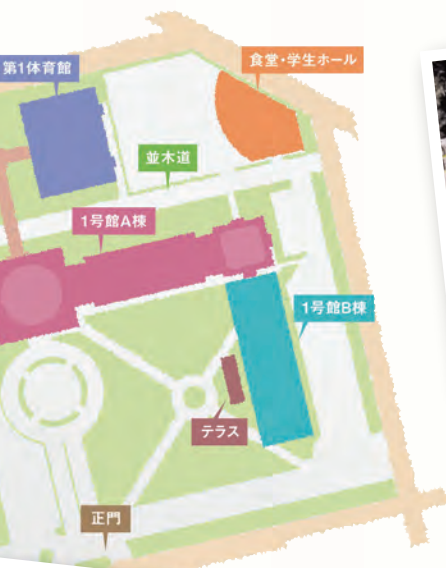 食堂・学生ホール
第1体育館
並木道
1号館A棟
1号館B棟
テラス
正門